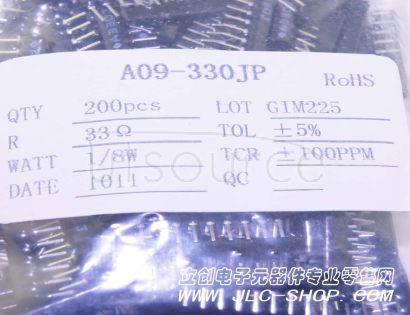 A09-330JP
RoHS
QTY 200pcs LOT GIM225
R 33Ω TOL ±5%
WATT 1/8W TCR ±100PPM
DATE 1011 QC
立创电子元器件专业零售网
WWW.JLC-SHOP.COM